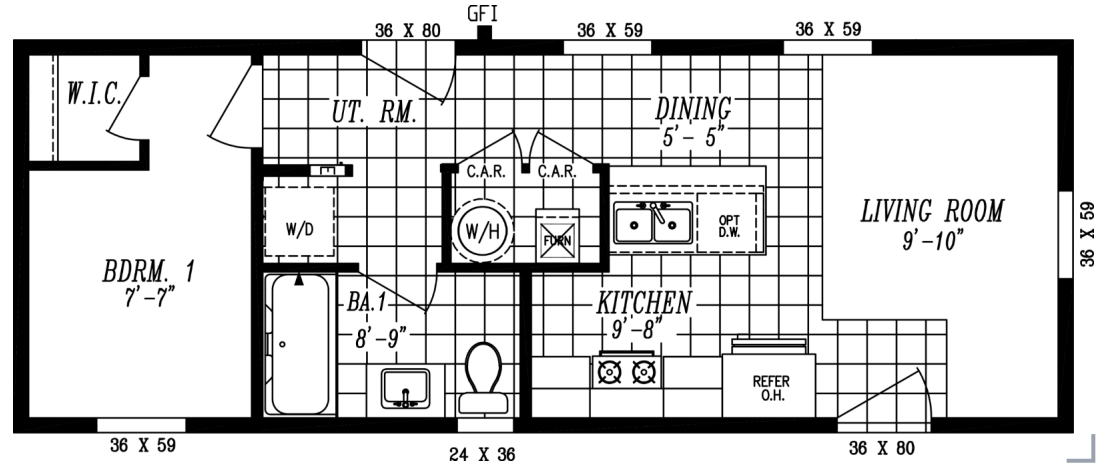 GFI
36 X 80
36 X 59
36 X 59
W.I.C.
UT. RM.
DINING
5'- 5"
C.A.R.
C.A.R.
W/D
W/H
FURN
OPT
D.W.
LIVING ROOM
9'-10"
36 X 59
BDRM. 1
7'-7"
BA.1
8'-9"
KITCHEN
9'-8"
REFER
O.H.
36 X 59
24 X 36
36 X 80